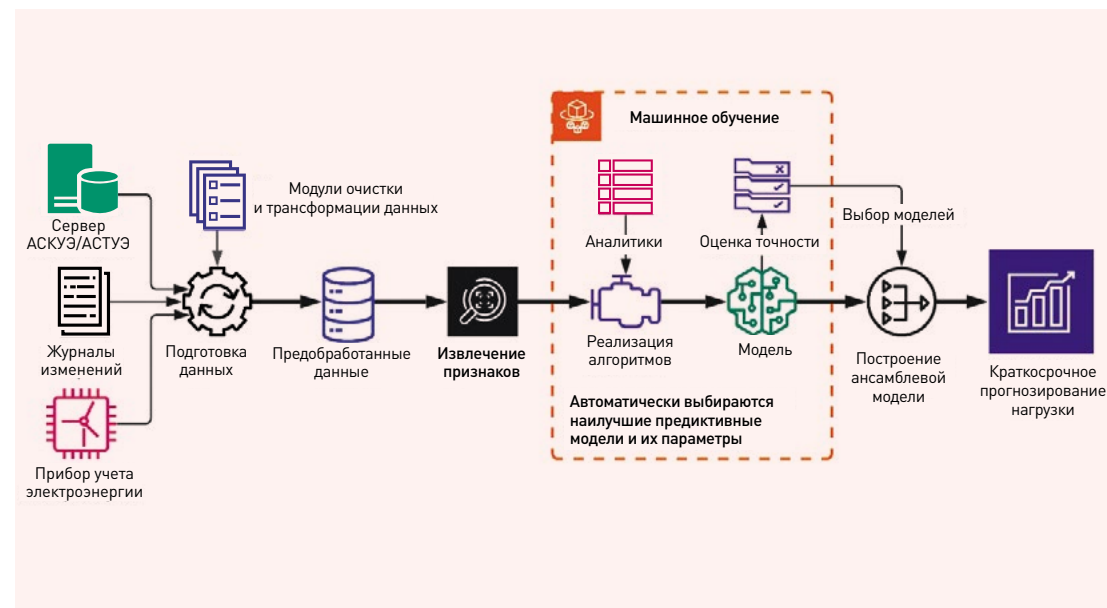 Машинное обучение
Модули очистки
и трансформации данных
Сервер
АСКУЭ/АСТУЭ
Аналитики
Оценка точности
Выбор моделей
Журналы
изменений
Подготовка
данных
Предобработанные
данные
Извлечение
признаков
Реализация
алгоритмов
Модель
Построение
ансамблевой
модели
Краткосрочное
прогнозирование
нагрузки
Автоматически выбираются
наилучшие предиктивные
модели и их параметры
Прибор учета
электроэнергии